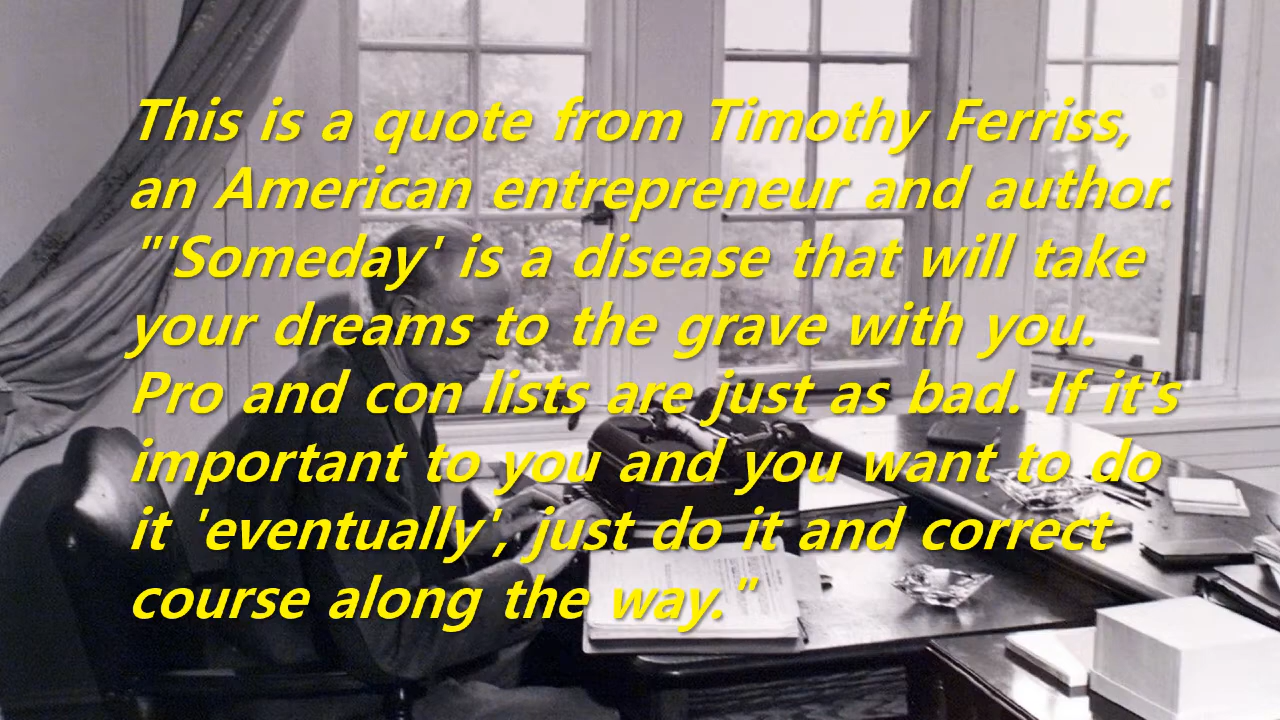 This is a quote from Timothy Ferriss,
an American entrepreneur and author.
"'Someday' is a disease that will take
your dreams to the grave with you.
Pro and con lists are just as bad. If it's
important to you and you want to do
it 'eventually', just do it and correct
course along the way."